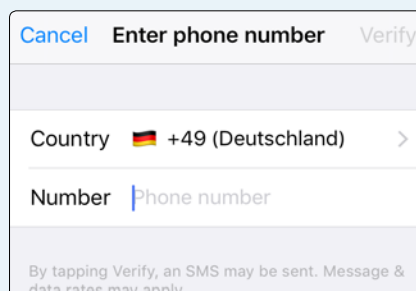 Cancel Enter phone number Verify
Country +49 (Deutschland)
Number Phone number
By tapping Verify, an SMS may be sent. Message &
data rates may apply